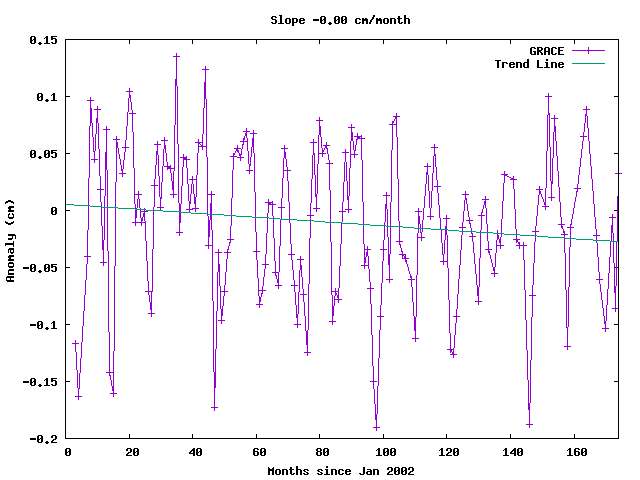 Slope -0.00 cm/month
0.15
0.1
0.05
0
-0.05
-0.1
-0.15
-0.2
Anomaly (cm)
GRACE
Trend Line
0 20 40 60 80 100 120 140 160
Months since Jan 2002